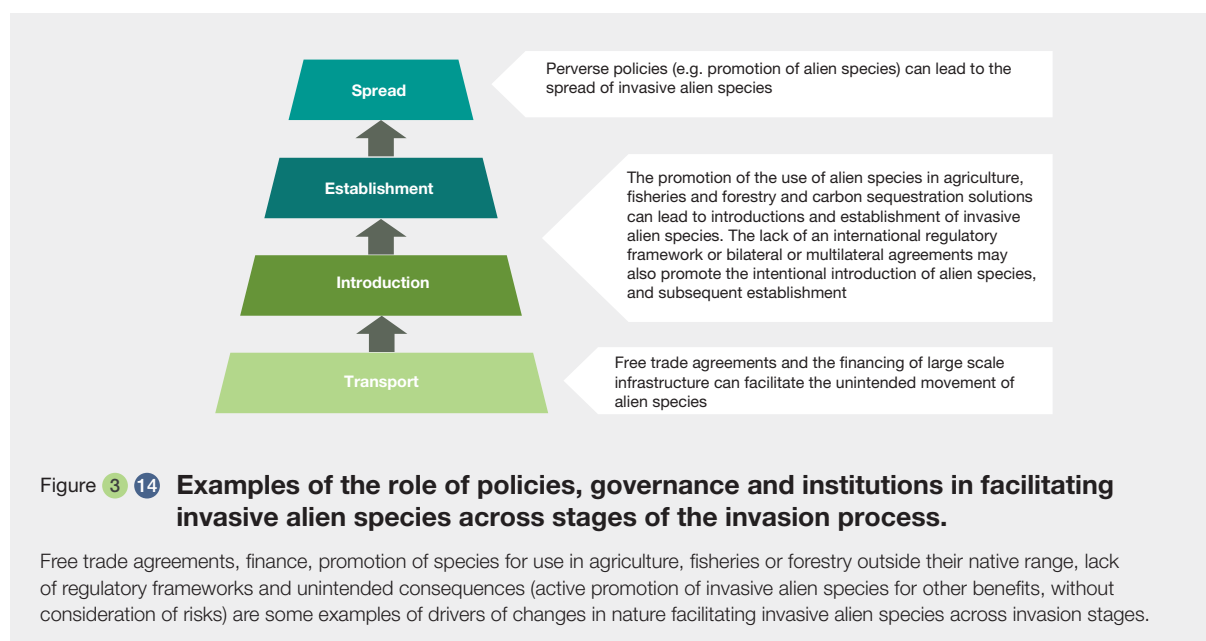 Spread
Perverse policies (e.g. promotion of alien species) can lead to the
spread of invasive alien species
Establishment
The promotion of the use of alien species in agriculture,
fisheries and forestry and carbon sequestration solutions
can lead to introductions and establishment of invasive
alien species. The lack of an international regulatory
framework or bilateral or multilateral agreements may
also promote the intentional introduction of alien species,
and subsequent establishment
Introduction
Transport
Free trade agreements and the financing of large scale
infrastructure can facilitate the unintended movement of
alien species
Figure 3 14 Examples of the role of policies, governance and institutions in facilitating
invasive alien species across stages of the invasion process.
Free trade agreements, finance, promotion of species for use in agriculture, fisheries or forestry outside their native range, lack
of regulatory frameworks and unintended consequences (active promotion of invasive alien species for other benefits, without
consideration of risks) are some examples of drivers of changes in nature facilitating invasive alien species across invasion stages.